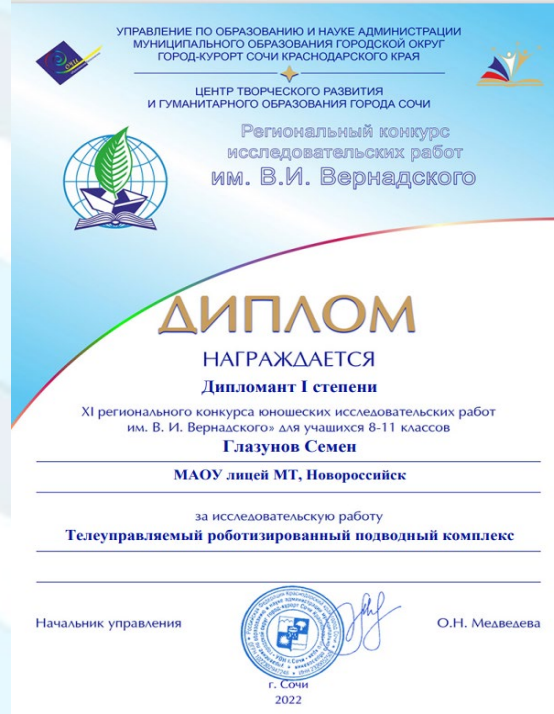 УПРАВЛЕНИЕ ПО ОБРАЗОВАНИЮ И НАУКЕ АДМИНИСТРАЦИИ
МУНИЦИПАЛЬНОГО ОБРАЗОВАНИЯ ГОРОДСКОЙ ОКРУГ
ГОРОД-КУРОРТ СОЧИ КРАСНОДАРСКОГО КРАЯ
ЦЕНТР ТВОРЧЕСКОГО РАЗВИТИЯ
И ГУМАНИТАРНОГО ОБРАЗОВАНИЯ ГОРОДА СОЧИ
Региональный конкурс
исследовательских работ
им. В.И. Вернадского
ДИПЛОМ
НАГРАЖДАЕТСЯ
Дипломант I степени
XI регионального конкурса юношеских исследовательских работ
им. В. И. Вернадского» для учащихся 8-11 классов
Глазунов Семен
МАОУ лицей МТ, Новороссийск
за исследовательскую работу
Телеуправляемый роботизированный подводный комплекс
Начальник управления
О.Н. Медведева
г. Сочи
2022